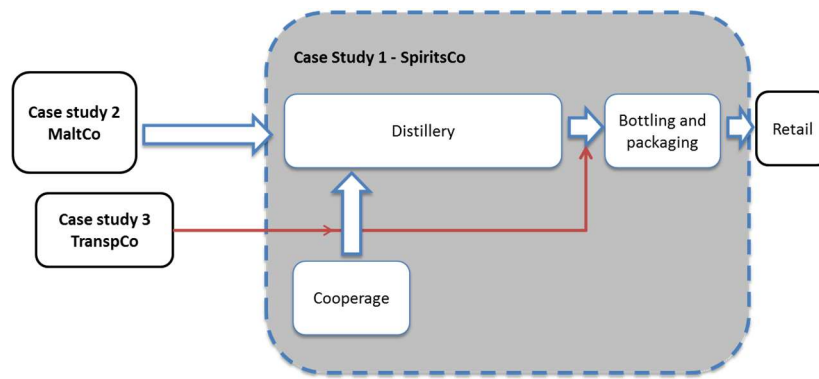 Case Study 1 - SpiritsCo
Case study 2
MaltCo
Distillery
Bottling and
packaging
Retail
Case study 3
TranspCo
Cooperage